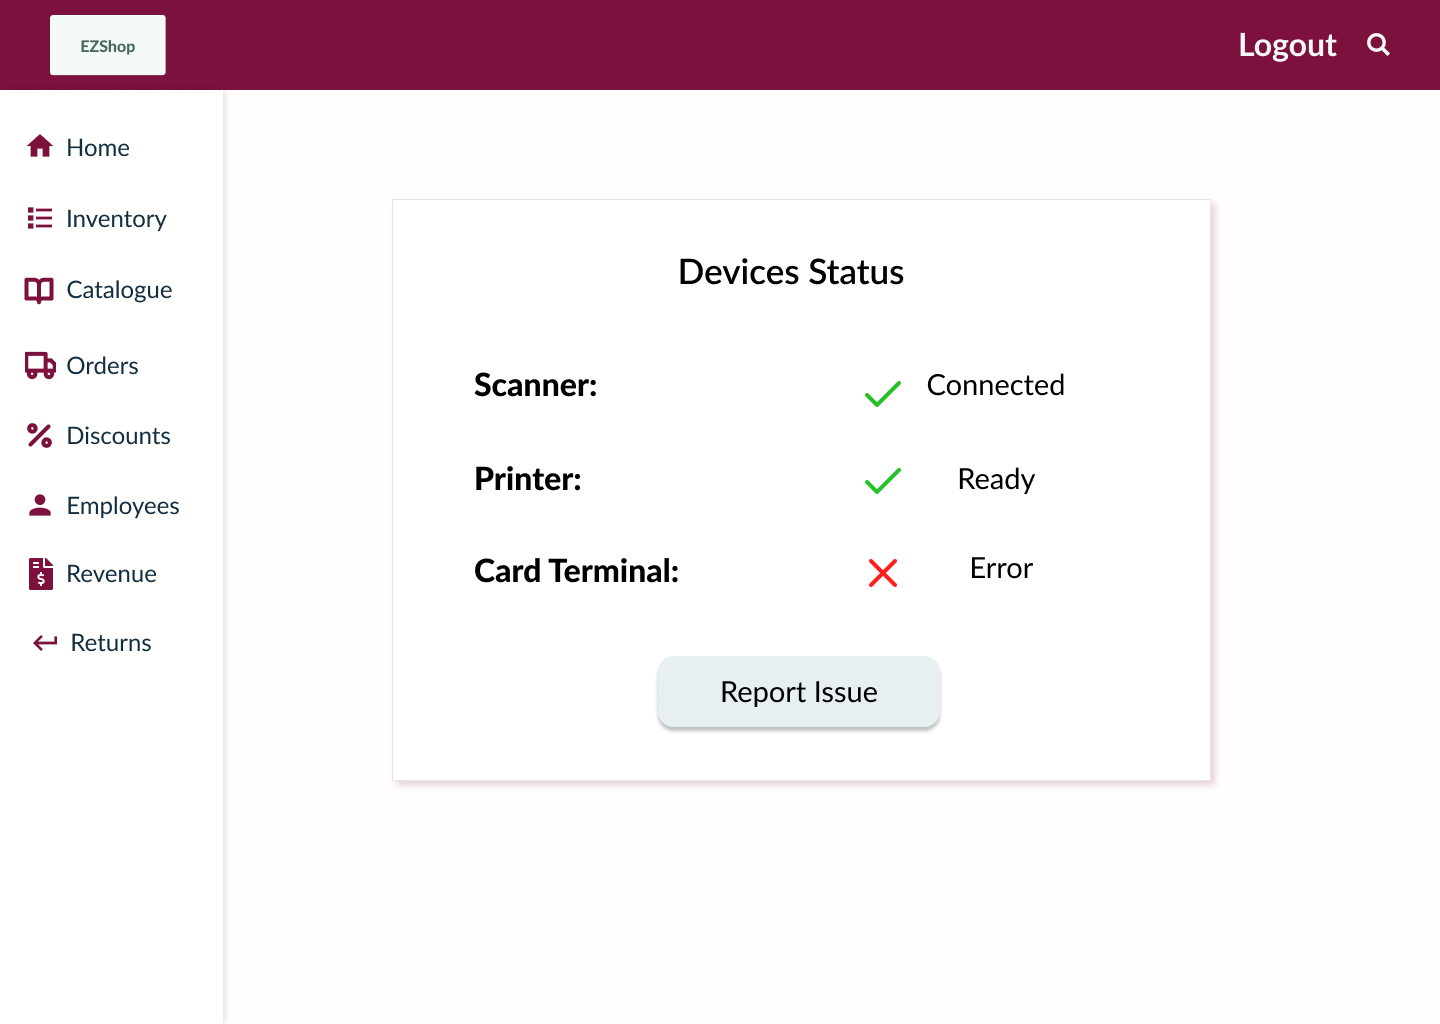 EZShop
Logout
Home
Inventory
Catalogue
Orders
Discounts
Employees
Revenue
Returns
Devices Status
Scanner: Connected
Printer: Ready
Card Terminal: Error
Report Issue